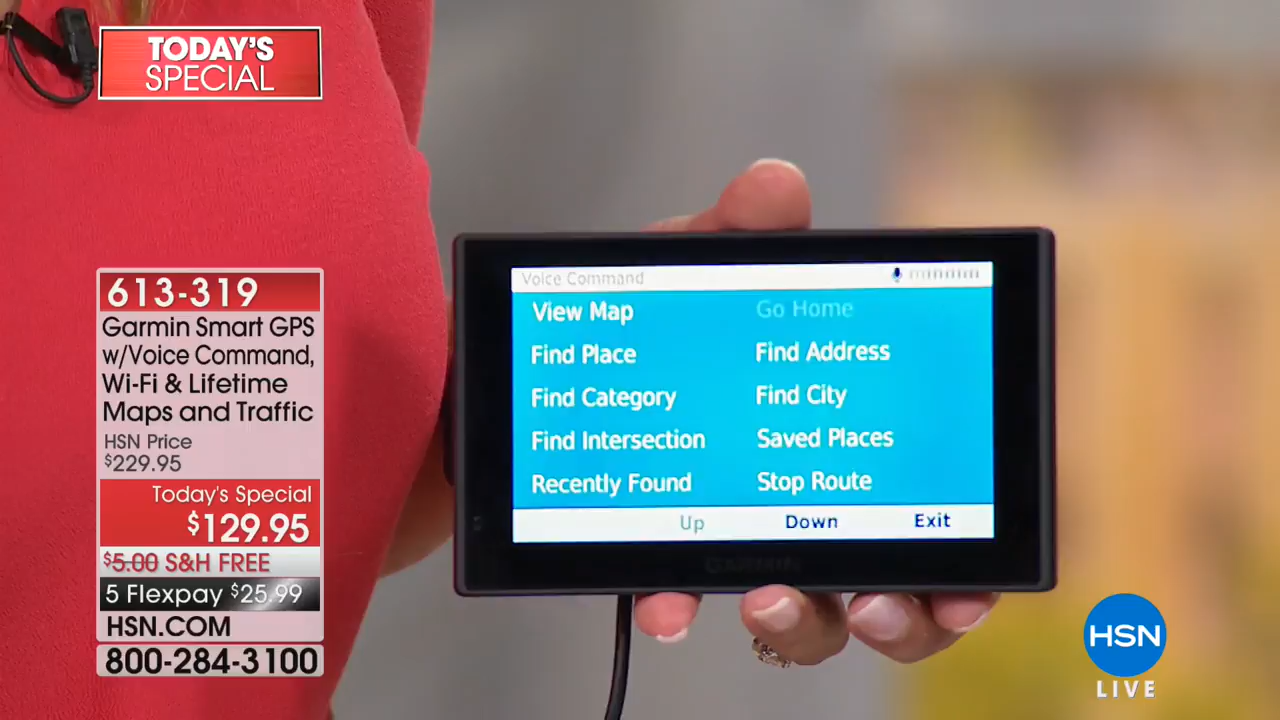 TODAY'S
SPECIAL
613-319
Garmin Smart GPS
w/Voice Command,
Wi-Fi & Lifetime
Maps and Traffic
HSN Price
$229.95
Today's Special
$129.95
$5.00 S&H FREE
5 Flexpay $25.99
HSN.COM
800-284-3100
Voice Command
View Map
Go Home
Find Place
Find Address
Find Category
Find City
Find Intersection
Saved Places
Recently Found
Stop Route
Up
Down
Exit
GARMIN
HSN
LIVE